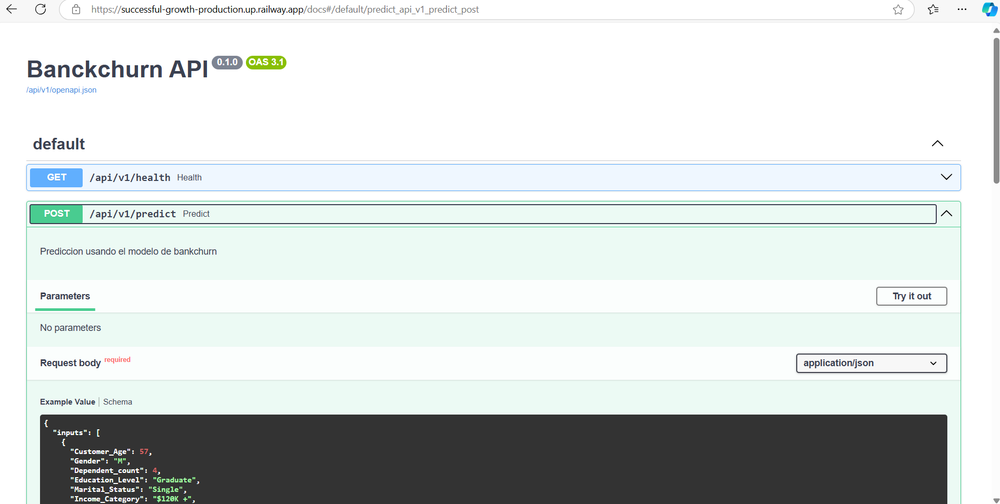 https://successful-growth-production.up.railway.app/docs#/default/predict_api_v1_predict_post
Banckchurn API 0.1.0 OAS 3.1
/api/v1/openapi.json
default
GET /api/v1/health Health
POST /api/v1/predict Predict
Prediccion usando el modelo de bankchurn
Parameters Try it out
No parameters
Request body required application/json
Example Value | Schema
{
"inputs": [
{
"Customer_Age": 57,
"Gender": "M",
"Dependent_count": 4,
"Education_Level": "Graduate",
"Marital_Status": "Single",
"Income_Category": "$120K +",